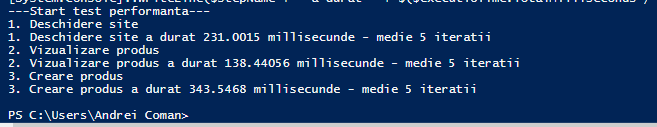 ---Start test performanta---
1. Deschidere site
1. Deschidere site a durat 231.0015 millisecunde - medie 5 iteratii
2. Vizualizare produs
2. Vizualizare produs a durat 138.44056 millisecunde - medie 5 iteratii
3. Creare produs
3. Creare produs a durat 343.5468 millisecunde - medie 5 iteratii
PS C:\Users\Andrei Coman>